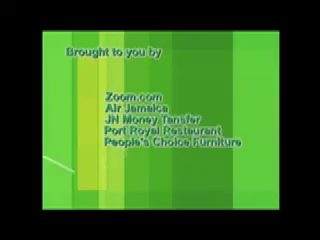 Brought to you by
Zoom.com
Air Jamaica
JN Money Tansfer
Port Royal Restaurant
People's Choice Furniture